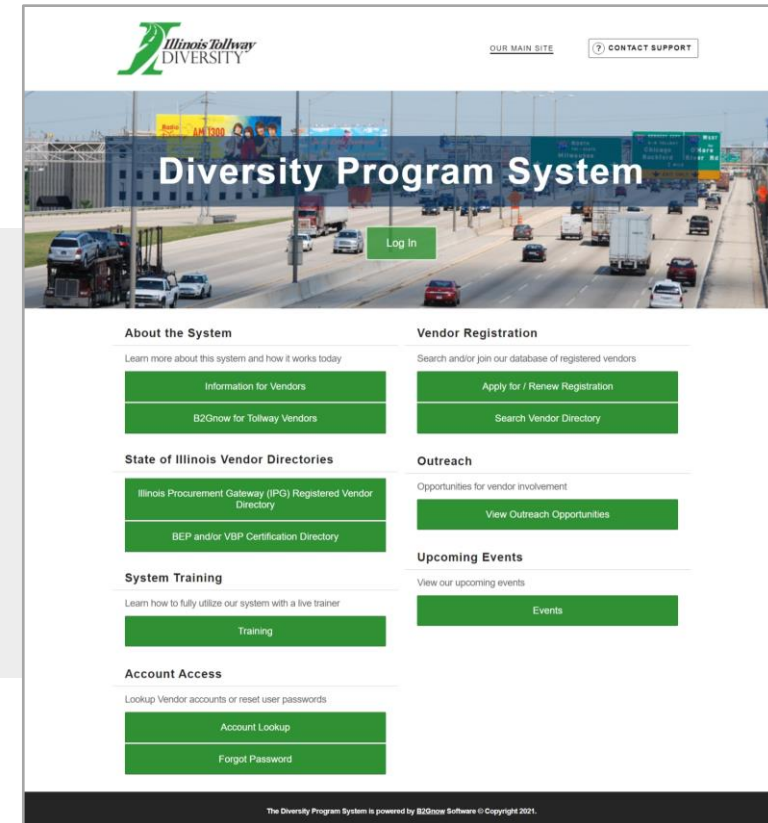 Illinois Tollway
DIVERSITY
OUR MAIN SITE
? CONTACT SUPPORT
AM 1300
Diversity Program System
Log In
About the System
Learn more about this system and how it works today
Information for Vendors
B2Gnow for Tollway Vendors
State of Illinois Vendor Directories
Illinois Procurement Gateway (IPG) Registered Vendor
Directory
BEP and/or VBP Certification Directory
System Training
Learn how to fully utilize our system with a live trainer
Training
Account Access
Lookup Vendor accounts or reset user passwords
Account Lookup
Forgot Password
Vendor Registration
Search and/or join our database of registered vendors
Apply for / Renew Registration
Search Vendor Directory
Outreach
Opportunities for vendor involvement
View Outreach Opportunities
Upcoming Events
View our upcoming events
Events
The Diversity Program System is powered by B2Gnow Software © Copyright 2021.